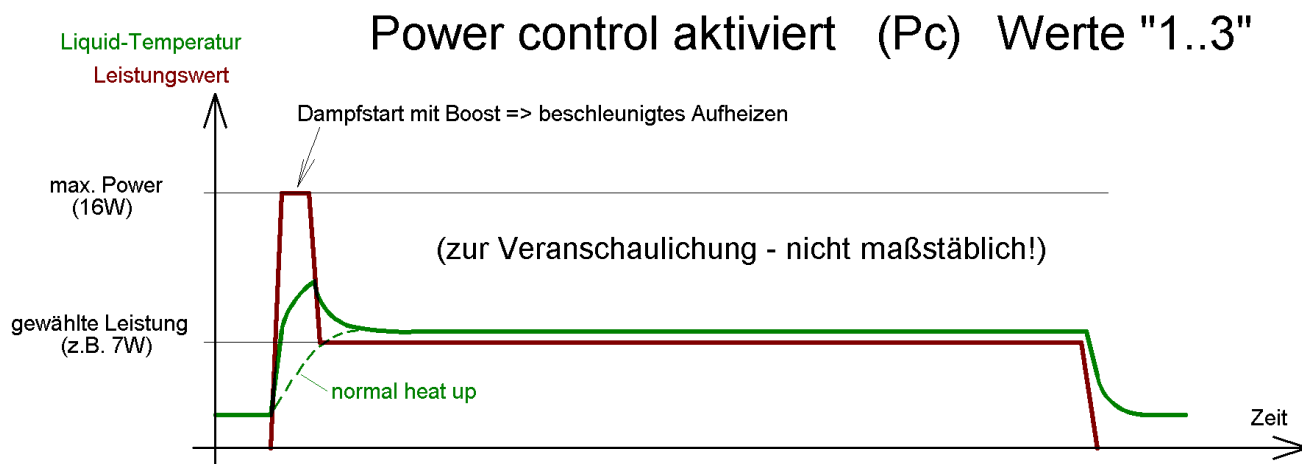 Power control aktiviert (Pc) Werte "1..3"
Liquid-Temperatur
Leistungswert
Dampfstart mit Boost => beschleunigtes Aufheizen
max. Power
(16W)
(zur Veranschaulichung - nicht maßstäblich!)
gewählte Leistung
(z.B. 7W)
normal heat up
Zeit